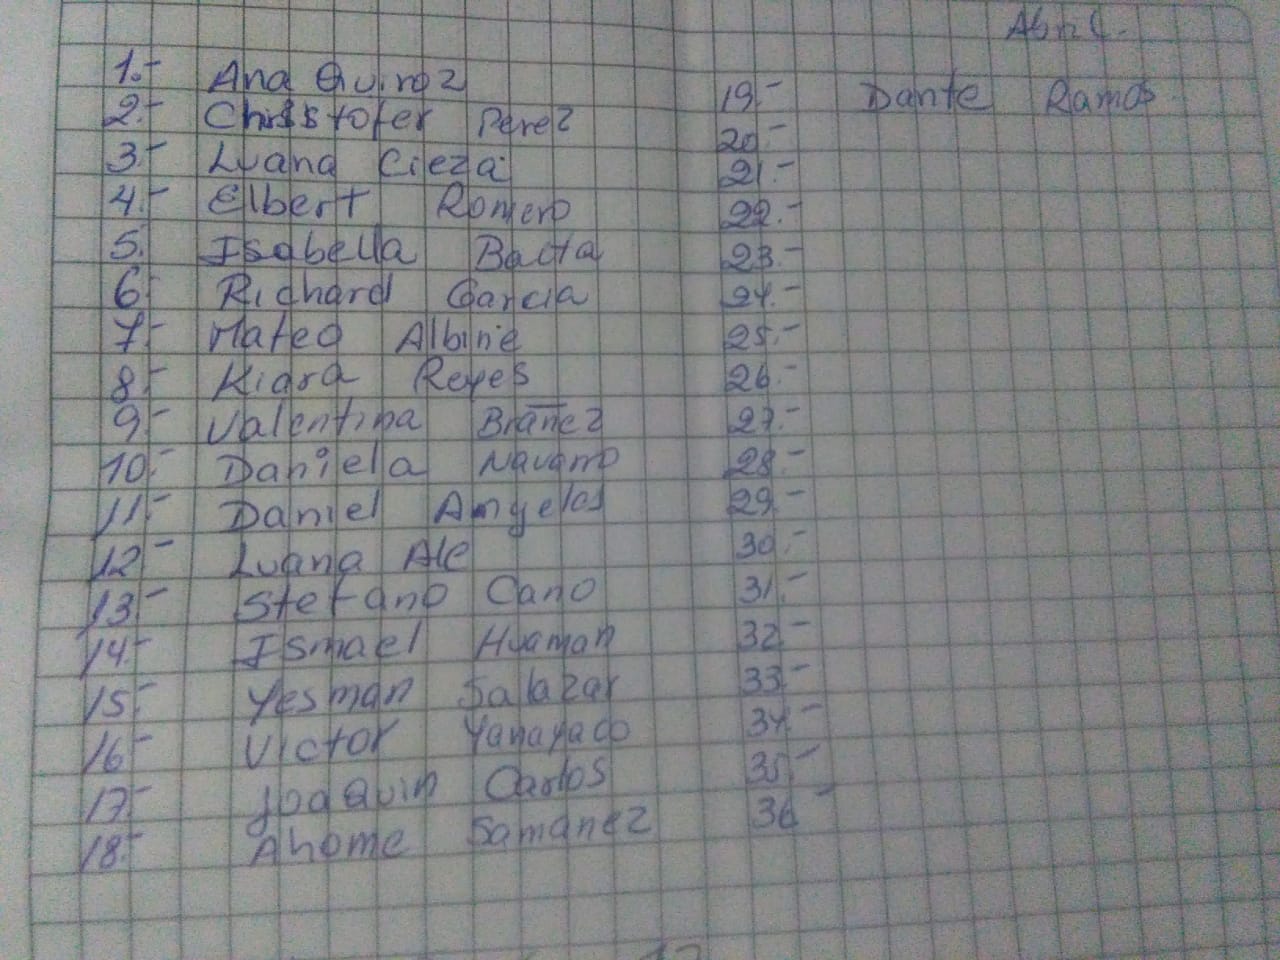 Abril.
1.- Ana Quiroz
2.- Christofer Perez
3.- Luana Cieza
4.- Elbert Romero
5.- Isabella Bacta
6.- Richard Garcia
7.- Mateo Albine
8.- Kiara Reyes
9.- Valentina Brañez
10.- Daniela Navarro
11.- Daniel Angeles
12.- Luana Ale
13.- Stefano Cano
14.- Ismael Huaman
15.- Yesman Salazar
16.- Victor Yanayaco
17.- Joaquin Carlos
18.- Ahome Samanez
19.- Dante Ramos
20.-
21.-
22.-
23.-
24.-
25.-
26.-
27.-
28.-
29.-
30.-
31.-
32.-
33.-
34.-
35.-
36.-